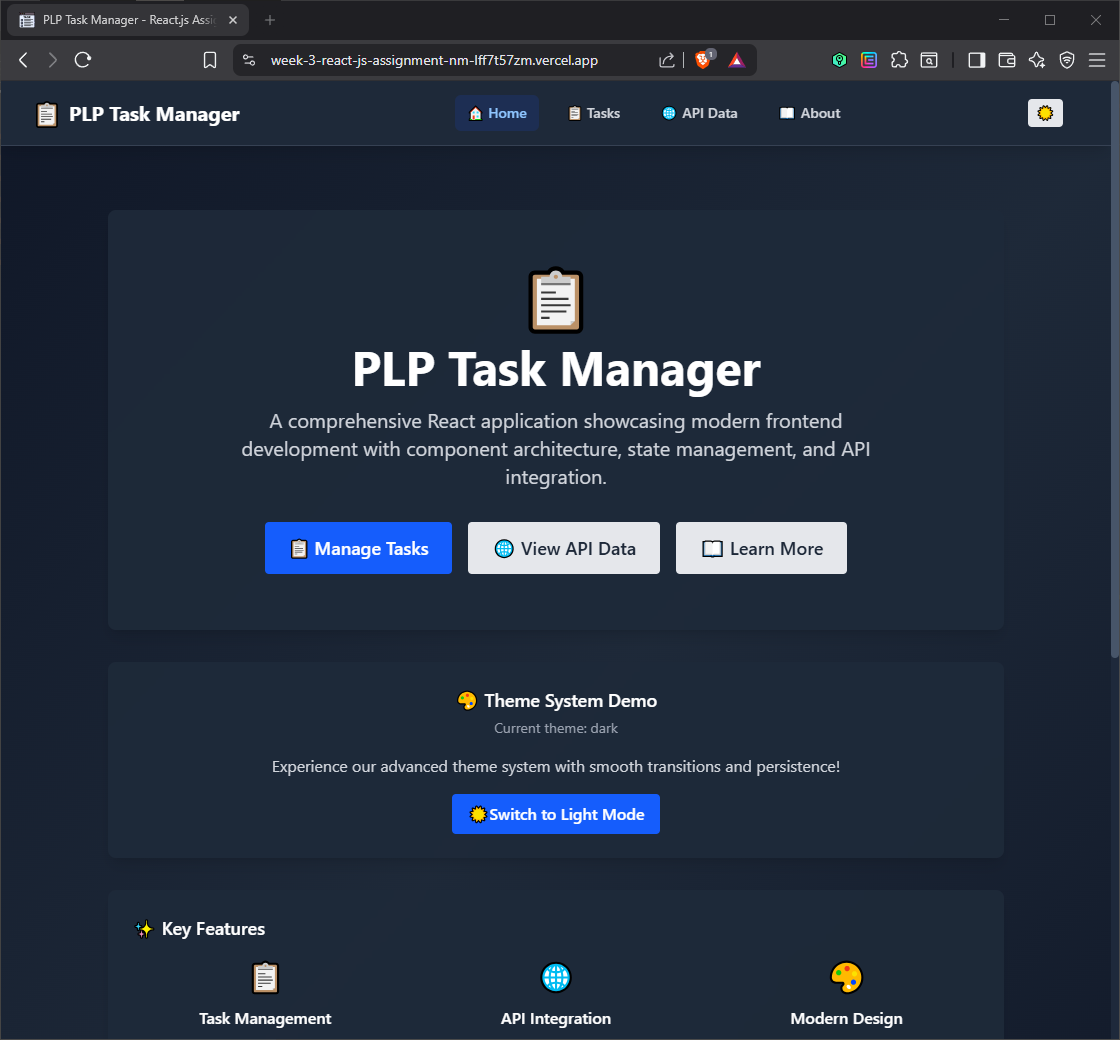 PLP Task Manager - React.js Assi
week-3-react-js-assignment-nm-lff7t57zm.vercel.app
1
PLP Task Manager
Home
Tasks
API Data
About
PLP Task Manager
A comprehensive React application showcasing modern frontend
development with component architecture, state management, and API
integration.
Manage Tasks
View API Data
Learn More
Theme System Demo
Current theme: dark
Experience our advanced theme system with smooth transitions and persistence!
Switch to Light Mode
Key Features
Task Management
API Integration
Modern Design